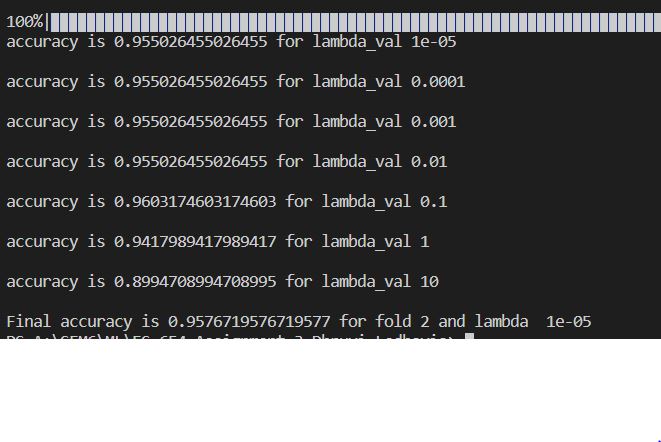 100%|
accuracy is 0.955026455026455 for lambda_val 1e-05
accuracy is 0.955026455026455 for lambda_val 0.0001
accuracy is 0.955026455026455 for lambda_val 0.001
accuracy is 0.955026455026455 for lambda_val 0.01
accuracy is 0.9603174603174603 for lambda_val 0.1
accuracy is 0.9417989417989417 for lambda_val 1
accuracy is 0.8994708994708995 for lambda_val 10
Final accuracy is 0.9576719576719577 for fold 2 and lambda  1e-05